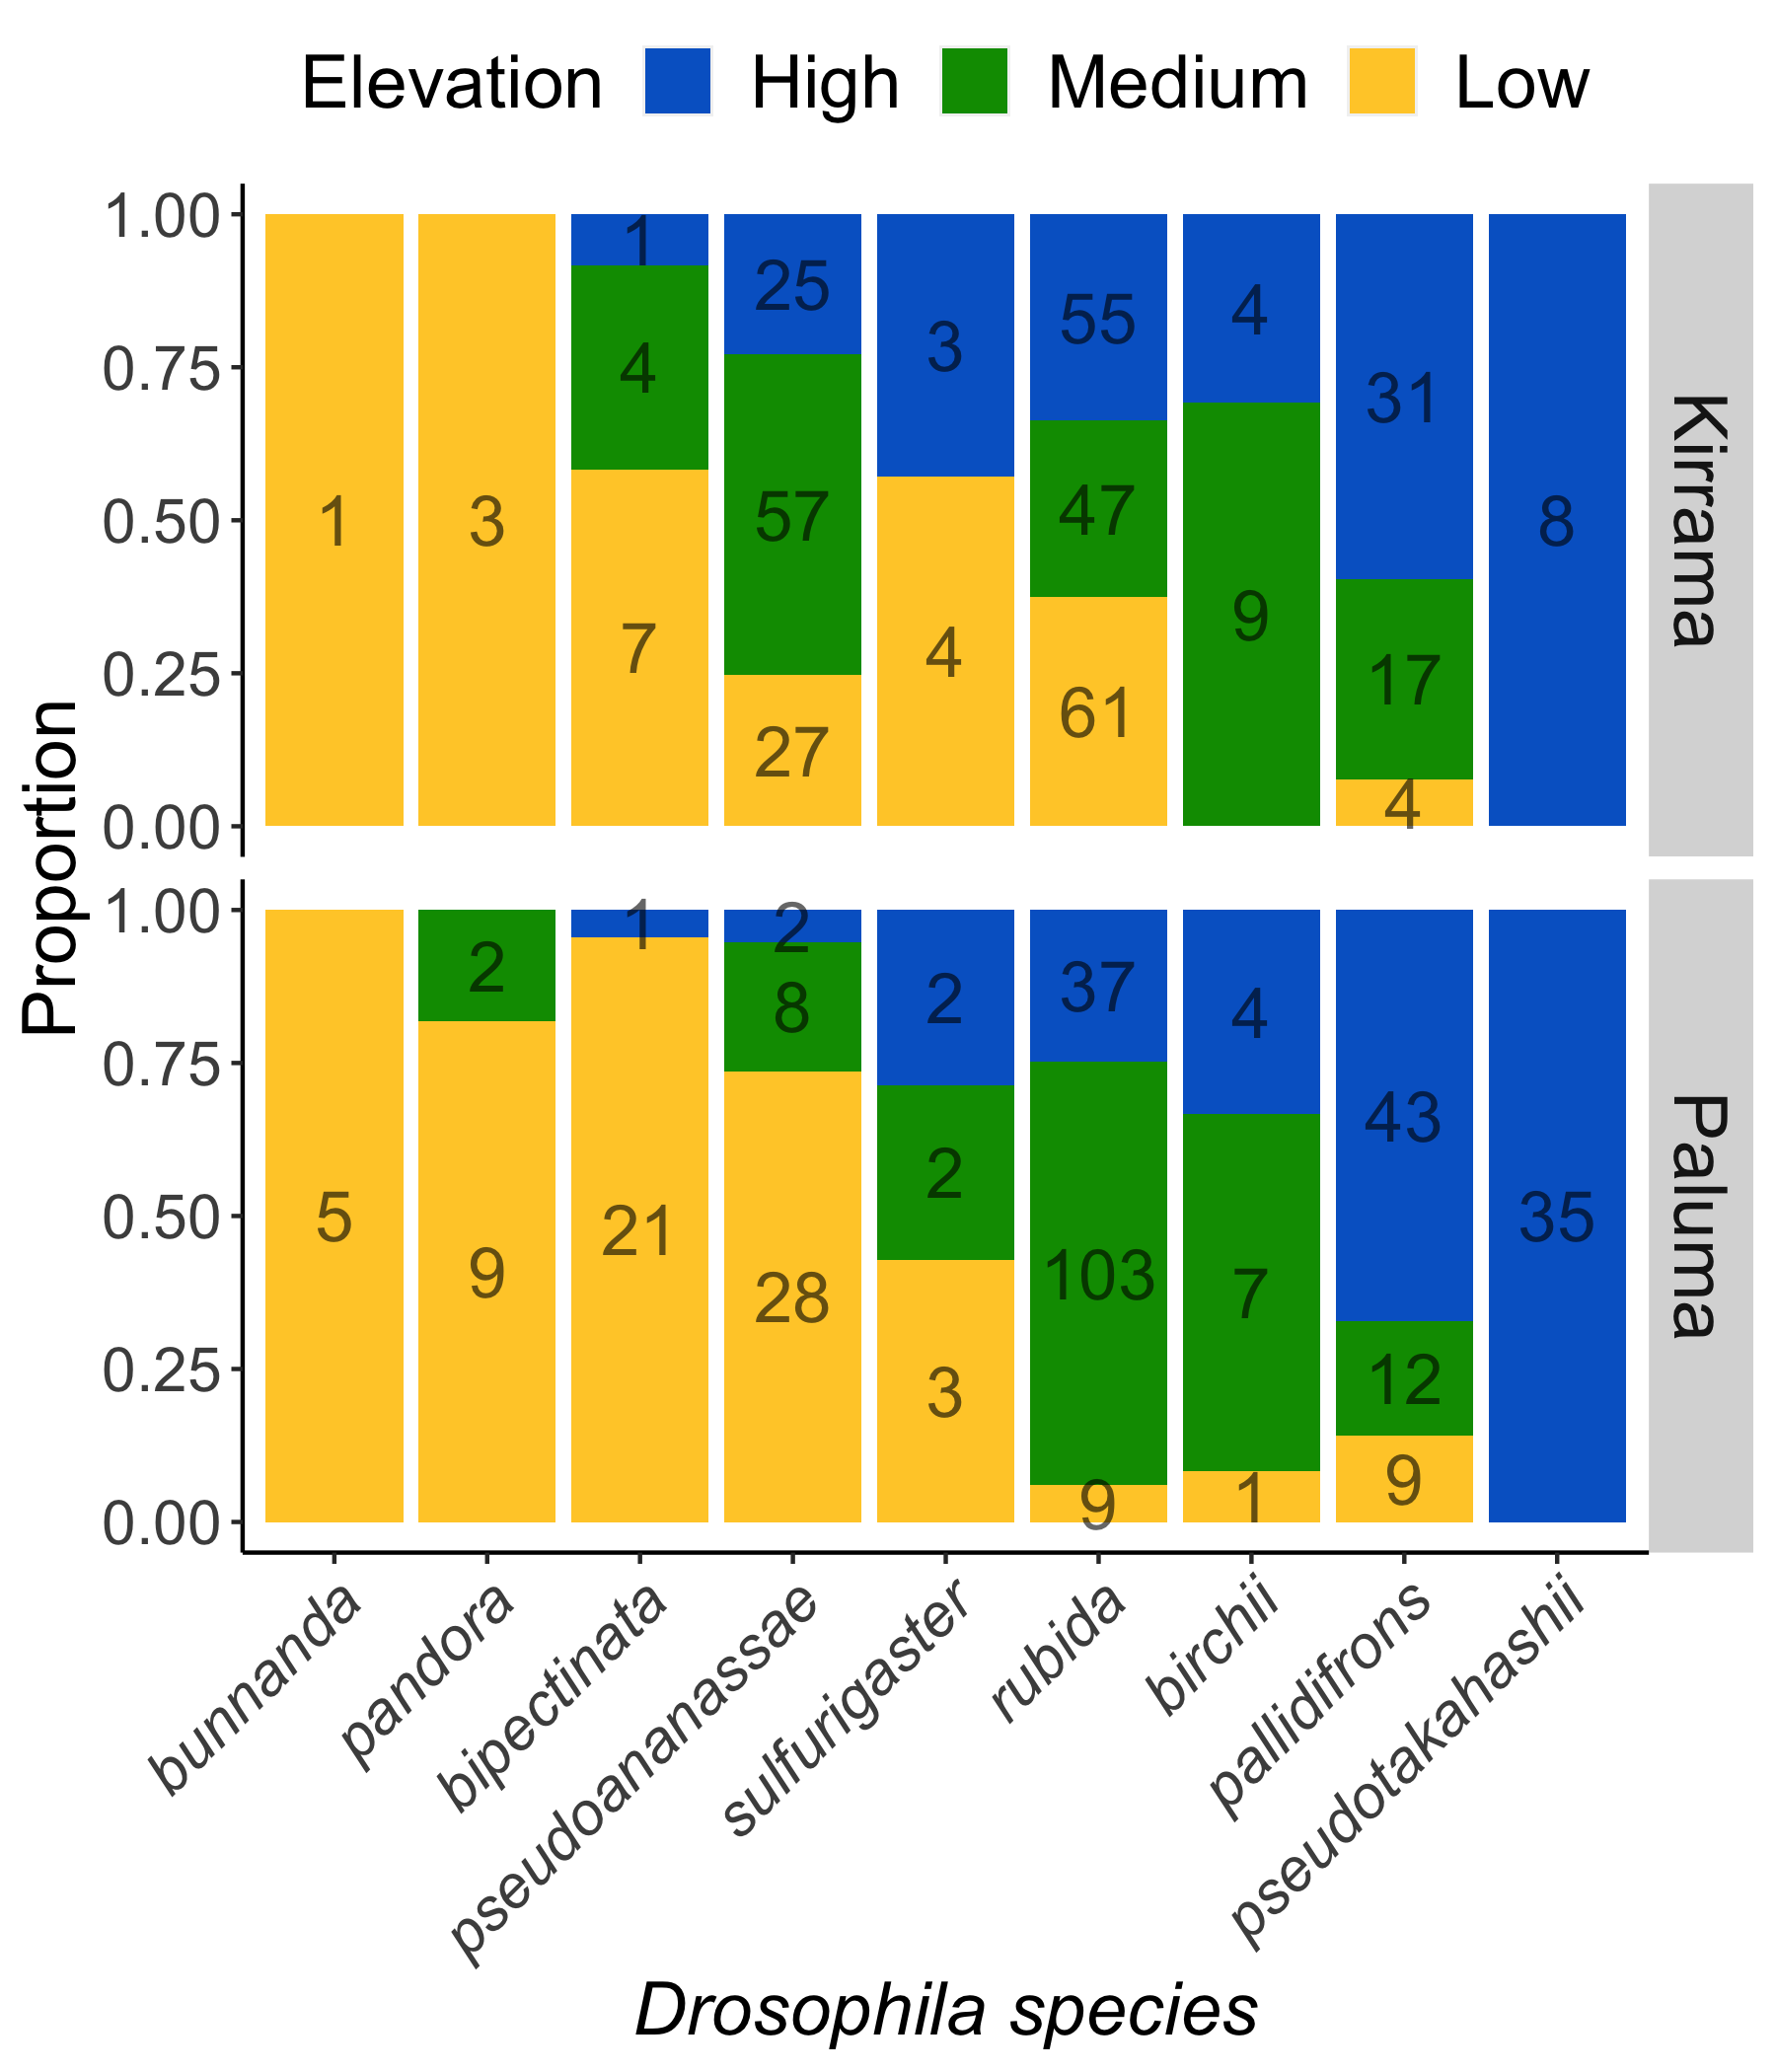 Elevation High Medium Low
1.00
0.75
0.50
0.25
0.00
1 4 7
25 57 27
3 4
55 47 61
4 9
31 17 4
8
1
3
Kirrama
Proportion
1.00
0.75
0.50
0.25
0.00
5
2 9
1 21
2 8 28
2 2 3
37 103 9
4 7 1
43 12 9
35
Paluma
bunnanda
pandora
bipectinata
pseudoananassae
sulfurigaster
rubida
birchii
pallidifrons
pseudotakahashii
Drosophila species